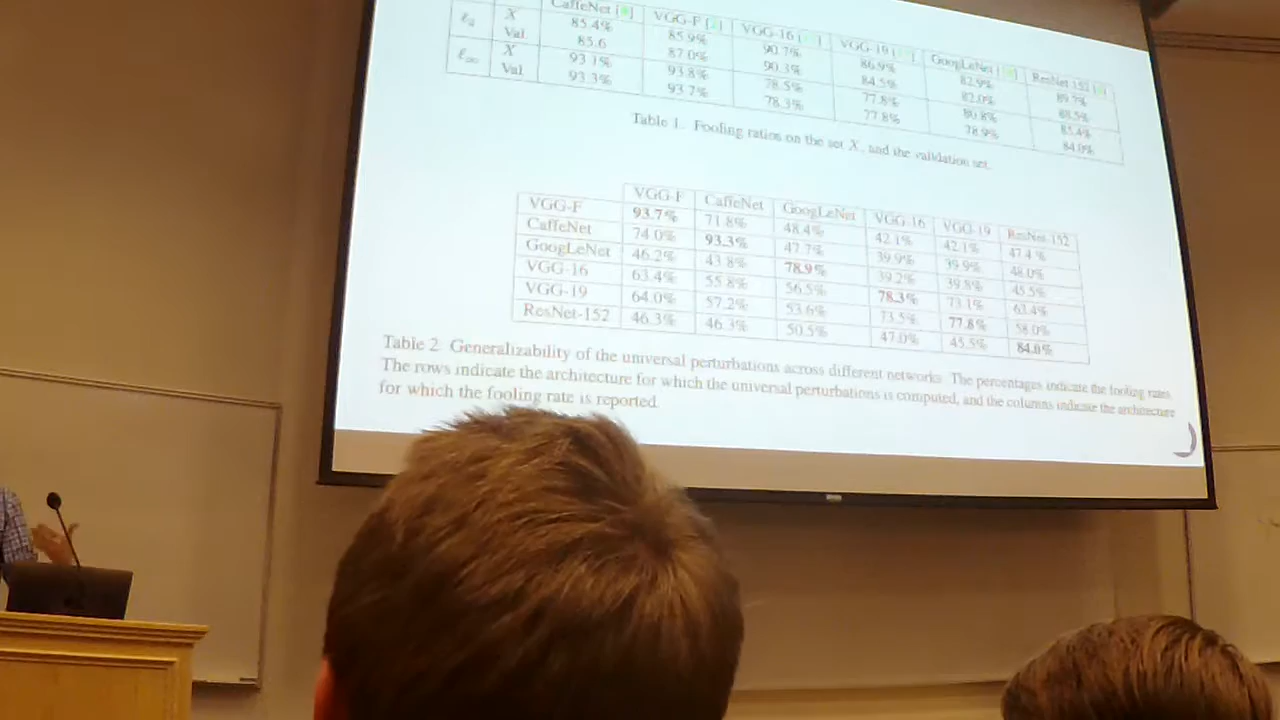 CaffeNet [8] VGG-F [2] VGG-16 VGG-19 GoogLeNet ResNet-152
ℓ2 X 85.4% 85.9% 90.7% 86.9% 82.9% 89.7%
Val. 85.6 87.0% 90.3% 84.5% 82.0% 88.5%
ℓ∞ X 93.1% 93.8% 78.5% 77.8% 80.8% 85.4%
Val. 93.3% 93.7% 78.3% 77.8% 78.9% 84.0%
Table 1. Fooling ratios on the set X, and the validation set.
VGG-F CaffeNet GoogLeNet VGG-16 VGG-19 ResNet-152
VGG-F 93.7% 71.8% 48.4% 42.1% 42.1% 47.4 %
CaffeNet 74.0% 93.3% 47.7% 39.9% 39.9% 48.0%
GoogLeNet 46.2% 43.8% 78.9% 39.2% 39.8% 45.5%
VGG-16 63.4% 55.8% 56.5% 78.3% 73.1% 63.4%
VGG-19 64.0% 57.2% 53.6% 73.5% 77.8% 58.0%
ResNet-152 46.3% 46.3% 50.5% 47.0% 45.5% 84.0%
Table 2. Generalizability of the universal perturbations across different networks. The percentages indicate the fooling rates.
The rows indicate the architecture for which the universal perturbations is computed, and the columns indicate the architecture
for which the fooling rate is reported.